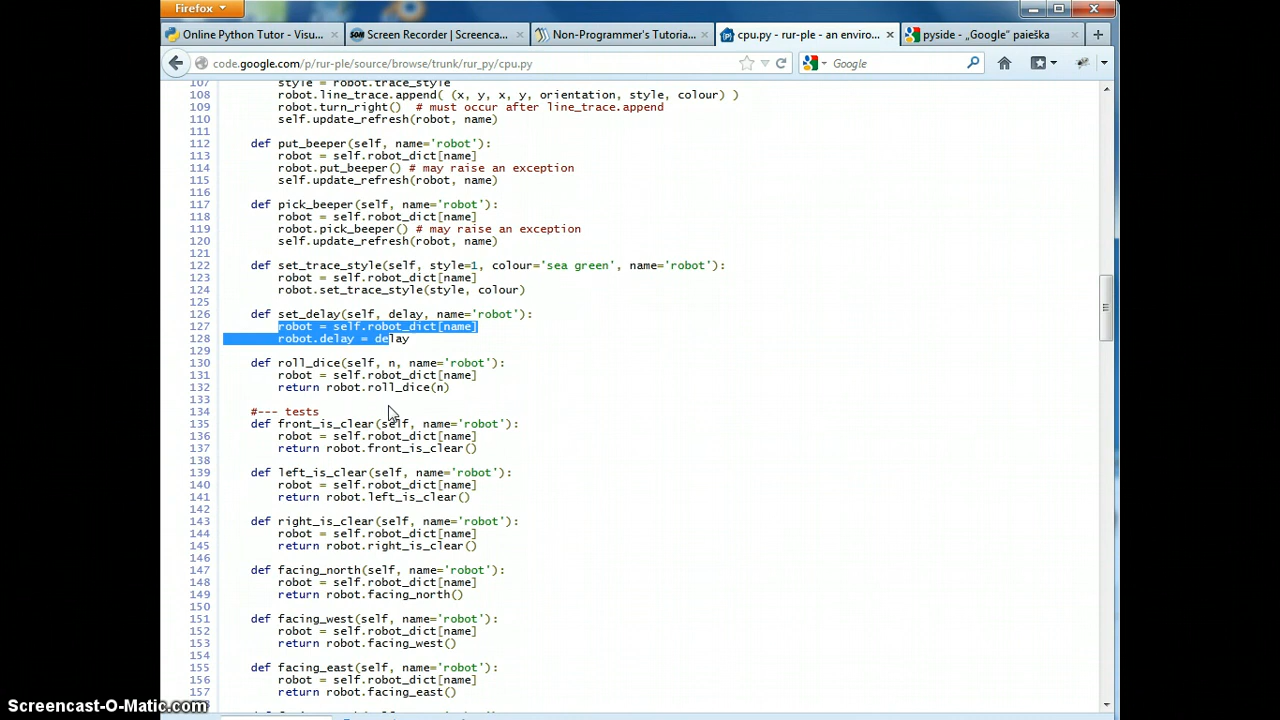 Firefox
Online Python Tutor - Visu...
Screen Recorder | Screenca...
Non-Programmer's Tutoria...
cpu.py - rur-ple - an enviro...
pyside - „Google“ paieška
code.google.com/p/rur-ple/source/browse/trunk/rur_py/cpu.py
Google
107 style = robot.trace_style
108 robot.line_trace.append( (x, y, x, y, orientation, style, colour) )
109 robot.turn_right()  # must occur after line_trace.append
110 self.update_refresh(robot, name)
111
112 def put_beeper(self, name='robot'):
113 robot = self.robot_dict[name]
114 robot.put_beeper() # may raise an exception
115 self.update_refresh(robot, name)
116
117 def pick_beeper(self, name='robot'):
118 robot = self.robot_dict[name]
119 robot.pick_beeper() # may raise an exception
120 self.update_refresh(robot, name)
121
122 def set_trace_style(self, style=1, colour='sea green', name='robot'):
123 robot = self.robot_dict[name]
124 robot.set_trace_style(style, colour)
125
126 def set_delay(self, delay, name='robot'):
127 robot = self.robot_dict[name]
128 robot.delay = delay
129
130 def roll_dice(self, n, name='robot'):
131 robot = self.robot_dict[name]
132 return robot.roll_dice(n)
133
134 #--- tests
135 def front_is_clear(self, name='robot'):
136 robot = self.robot_dict[name]
137 return robot.front_is_clear()
138
139 def left_is_clear(self, name='robot'):
140 robot = self.robot_dict[name]
141 return robot.left_is_clear()
142
143 def right_is_clear(self, name='robot'):
144 robot = self.robot_dict[name]
145 return robot.right_is_clear()
146
147 def facing_north(self, name='robot'):
148 robot = self.robot_dict[name]
149 return robot.facing_north()
150
151 def facing_west(self, name='robot'):
152 robot = self.robot_dict[name]
153 return robot.facing_west()
154
155 def facing_east(self, name='robot'):
156 robot = self.robot_dict[name]
157 return robot.facing_east()
Screencast-O-Matic.com